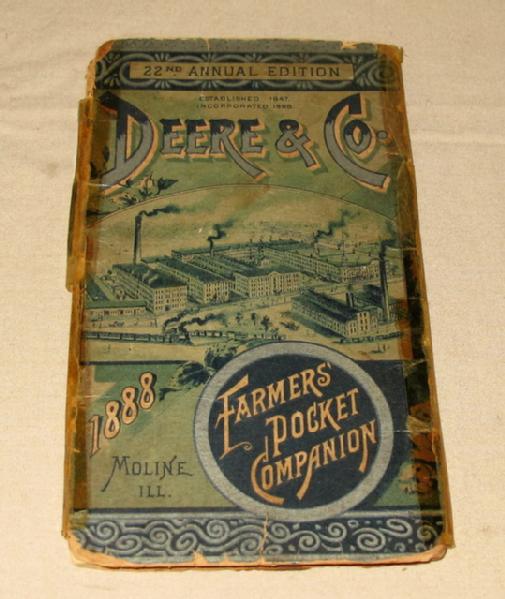 22ND ANNUAL EDITION
ESTABLISHED 1847.
INCORPORATED 1868.
DEERE & CO.
1888
FARMERS'
POCKET
COMPANION
MOLINE
ILL.